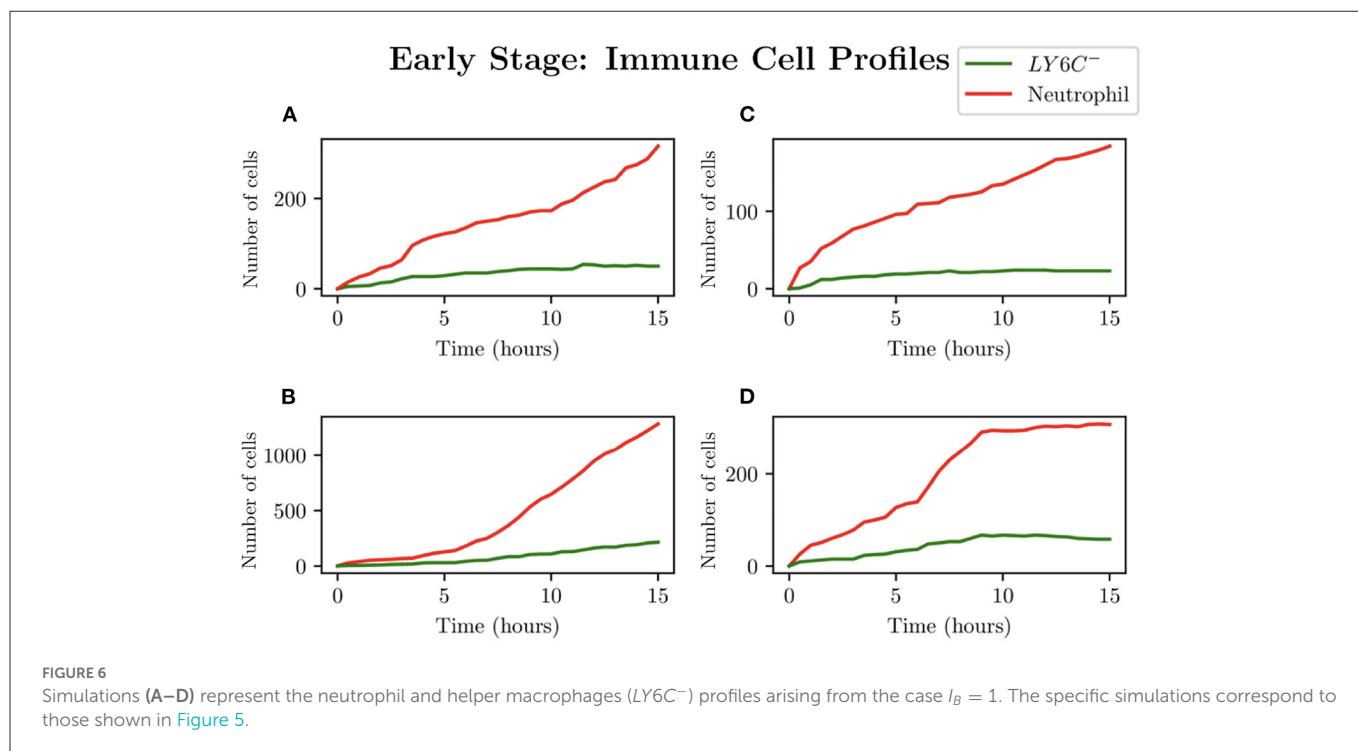 Early Stage: Immune Cell Profiles
LY6C⁻
Neutrophil
A
Number of cells
200
0
0 5 10 15
Time (hours)
C
Number of cells
100
0
0 5 10 15
Time (hours)
B
Number of cells
1000
500
0
0 5 10 15
Time (hours)
D
Number of cells
200
0
0 5 10 15
Time (hours)
FIGURE 6
Simulations (A–D) represent the neutrophil and helper macrophages (LY6C⁻) profiles arising from the case I_B = 1. The specific simulations correspond to
those shown in Figure 5.